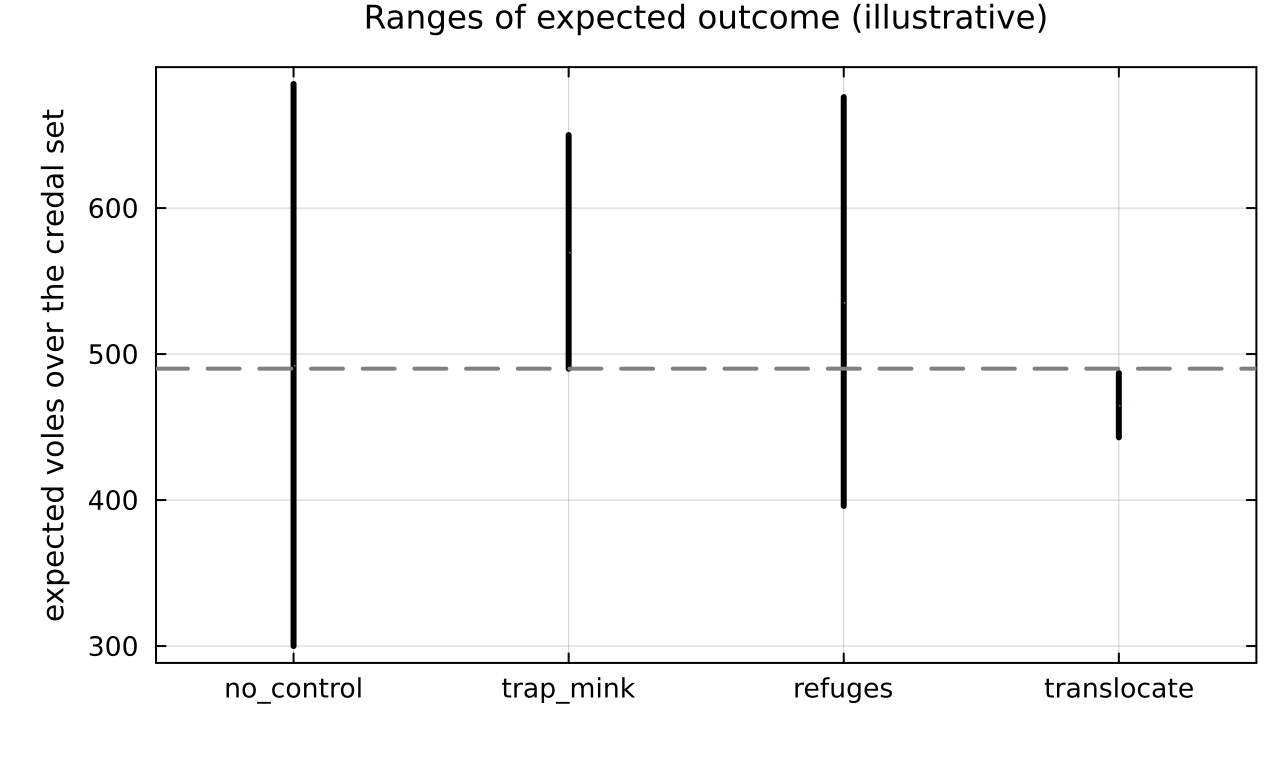 Ranges of expected outcome (illustrative)
expected voles over the credal set
600
500
400
300
no_control
trap_mink
refuges
translocate